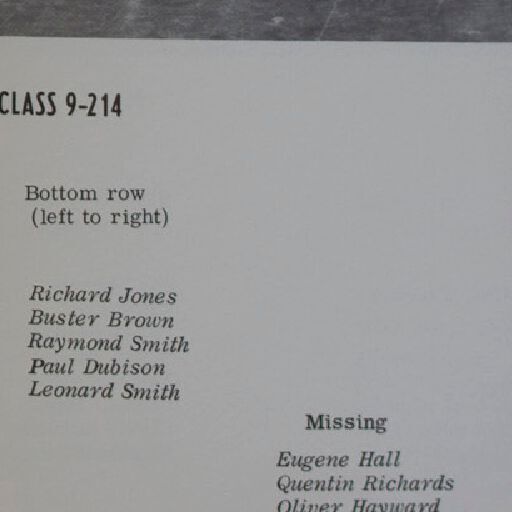 CLASS 9-214
Bottom row
(left to right)
Richard Jones
Buster Brown
Raymond Smith
Paul Dubison
Leonard Smith
Missing
Eugene Hall
Quentin Richards
Oliver Hayward